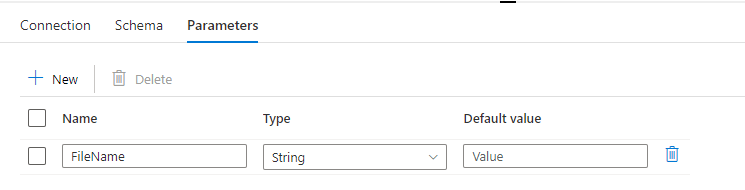 Connection Schema Parameters
New Delete
Name Type Default value
FileName String Value